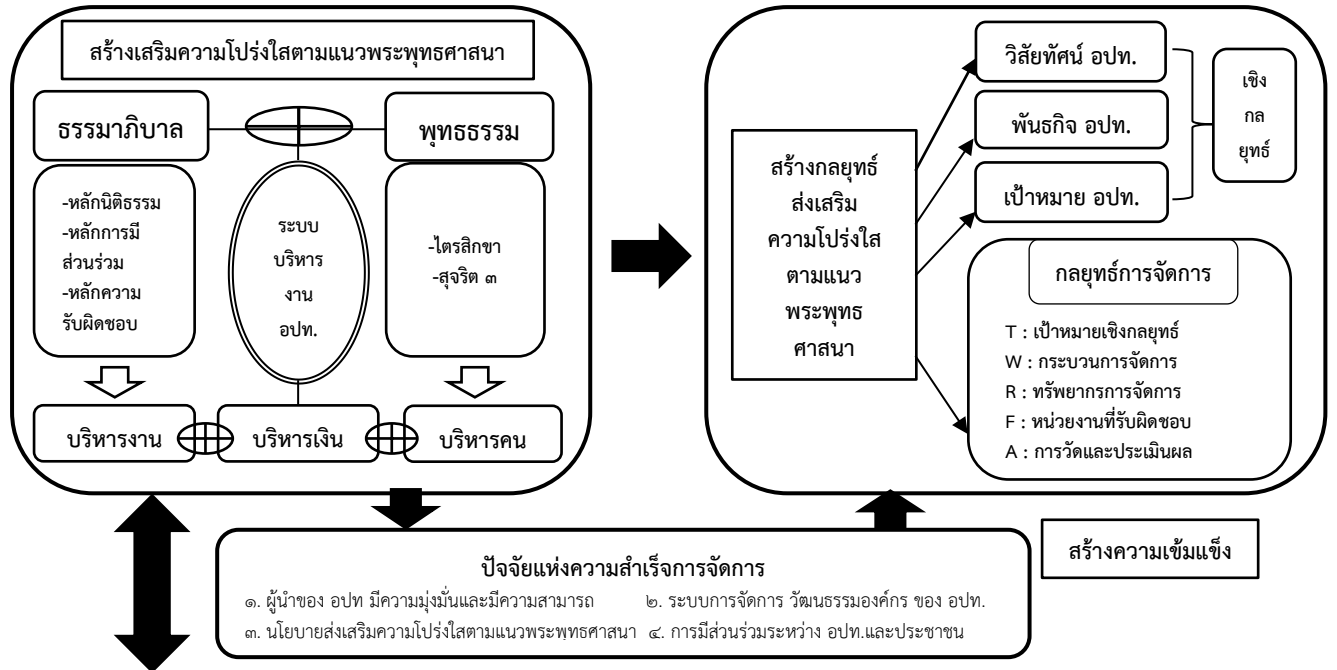 สร้างเสริมความโปร่งใสตามแนวพระพุทธศาสนา
ธรรมาภิบาล
พุทธธรรม
-หลักนิติธรรม
-หลักการมี
ส่วนร่วม
-หลักความ
รับผิดชอบ
ระบบ
บริหาร
งาน
อปท.
-ไตรสิกขา
-สุจริต ๓
บริหารงาน
บริหารเงิน
บริหารคน
สร้างกลยุทธ์
ส่งเสริม
ความโปร่งใส
ตามแนว
พระพุทธ
ศาสนา
วิสัยทัศน์ อปท.
พันธกิจ อปท.
เป้าหมาย อปท.
เชิง
กล
ยุทธ์
กลยุทธ์การจัดการ
T : เป้าหมายเชิงกลยุทธ์
W : กระบวนการจัดการ
R : ทรัพยากรการจัดการ
F : หน่วยงานที่รับผิดชอบ
A : การวัดและประเมินผล
ปัจจัยแห่งความสำเร็จการจัดการ
๑. ผู้นำของ อปท มีความมุ่งมั่นและมีความสามารถ ๒. ระบบการจัดการ วัฒนธรรมองค์กร ของ อปท.
๓. นโยบายส่งเสริมความโปร่งใสตามแนวพระพุทธศาสนา ๔. การมีส่วนร่วมระหว่าง อปท.และประชาชน
สร้างความเข้มแข็ง